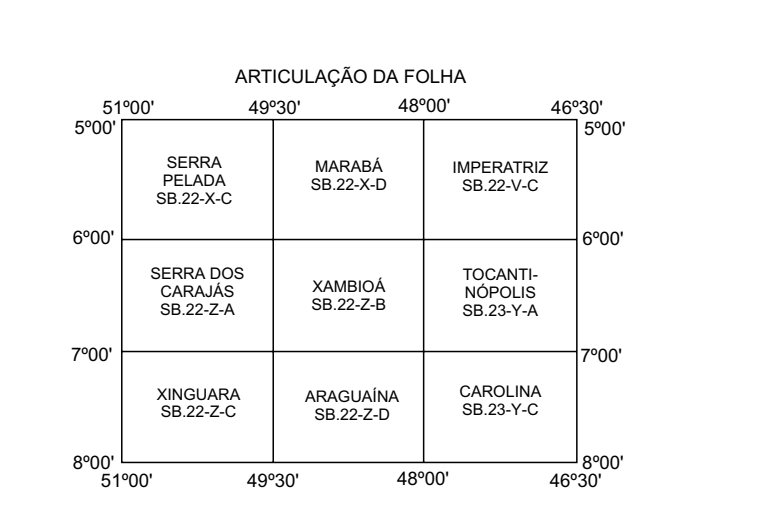 ARTICULAÇÃO DA FOLHA
51º00' 49º30' 48º00' 46º30'
5º00' 5º00'
SERRA
PELADA
SB.22-X-C
MARABÁ
SB.22-X-D
IMPERATRIZ
SB.22-V-C
6º00' 6º00'
SERRA DOS
CARAJÁS
SB.22-Z-A
XAMBIOÁ
SB.22-Z-B
TOCANTI-
NÓPOLIS
SB.23-Y-A
7º00' 7º00'
XINGUARA
SB.22-Z-C
ARAGUAÍNA
SB.22-Z-D
CAROLINA
SB.23-Y-C
8º00' 8º00'
51º00' 49º30' 48º00' 46º30'